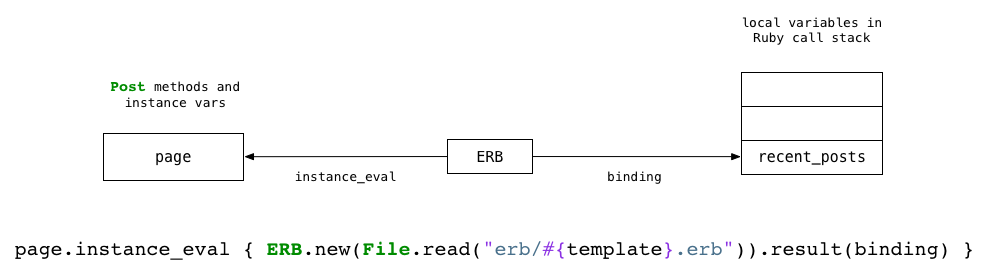 local variables in
Ruby call stack
Post methods and
instance vars
page
ERB
recent_posts
instance_eval
binding
page.instance_eval { ERB.new(File.read("erb/#{template}.erb")).result(binding) }